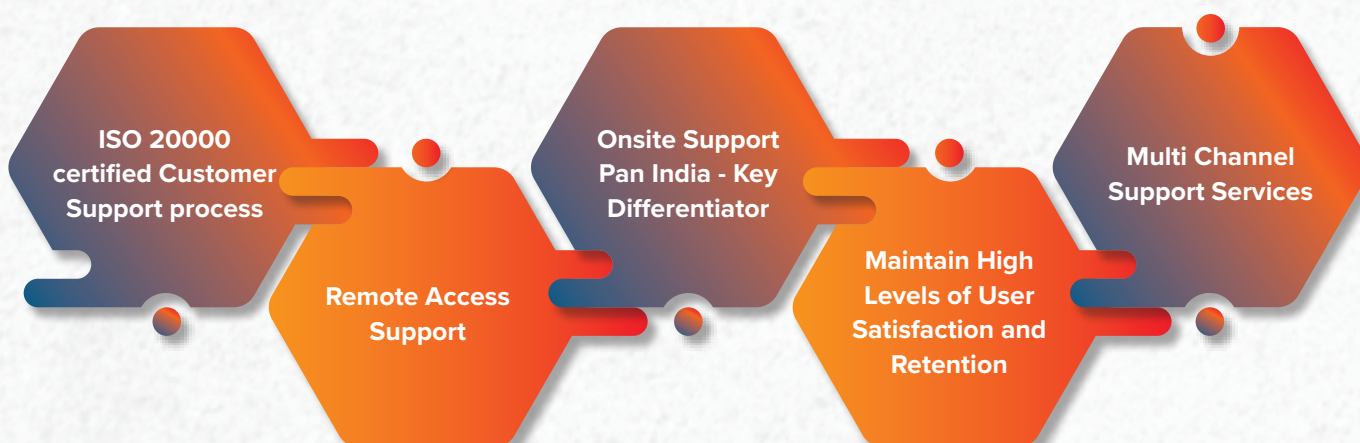 ISO 20000
certified Customer
Support process
Remote Access
Support
Onsite Support
Pan India - Key
Differentiator
Maintain High
Levels of User
Satisfaction and
Retention
Multi Channel
Support Services